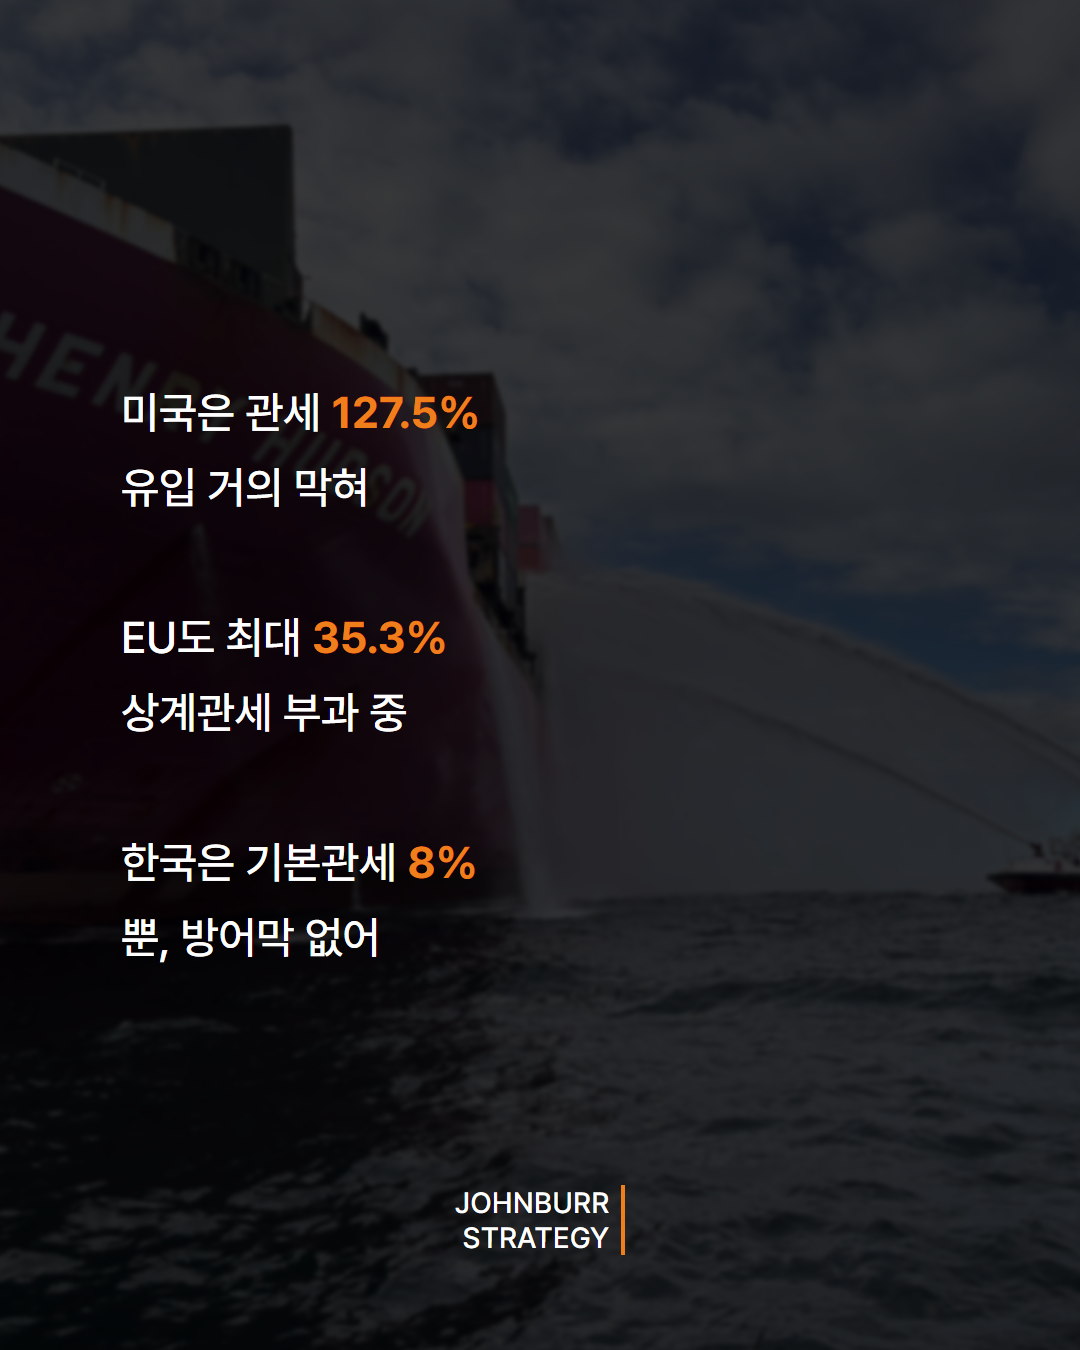 HENRY HUDSON
미국은 관세 127.5%
유입 거의 막혀
EU도 최대 35.3%
상계관세 부과 중
한국은 기본관세 8%
뿐, 방어막 없어
JOHNBURR
STRATEGY